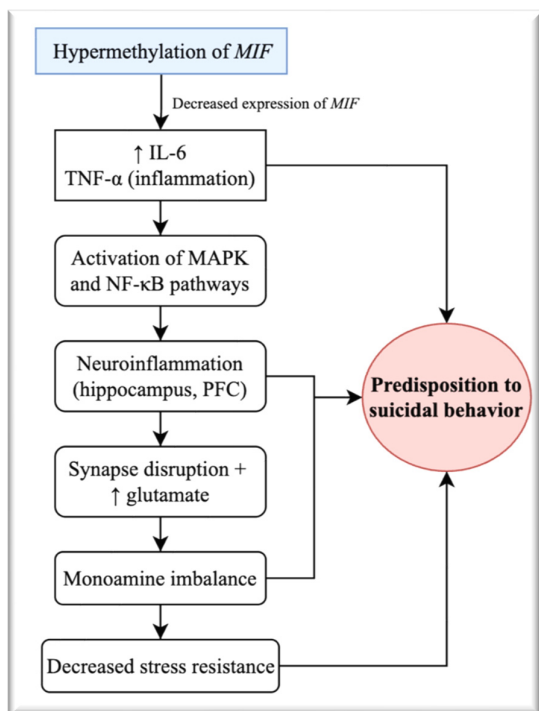 Hypermethylation of MIF
Decreased expression of MIF
↑ IL-6
TNF-α (inflammation)
Activation of MAPK
and NF-κB pathways
Neuroinflammation
(hippocampus, PFC)
Predisposition to
suicidal behavior
Synapse disruption +
↑ glutamate
Monoamine imbalance
Decreased stress resistance